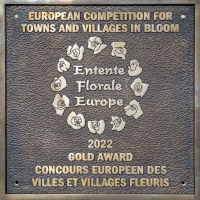 EUROPEAN COMPETITION FOR
TOWNS AND VILLAGES IN BLOOM
Entente
Florale
Europe
2022
GOLD AWARD
CONCOURS EUROPEEN DES
VILLES ET VILLAGES FLEURIS